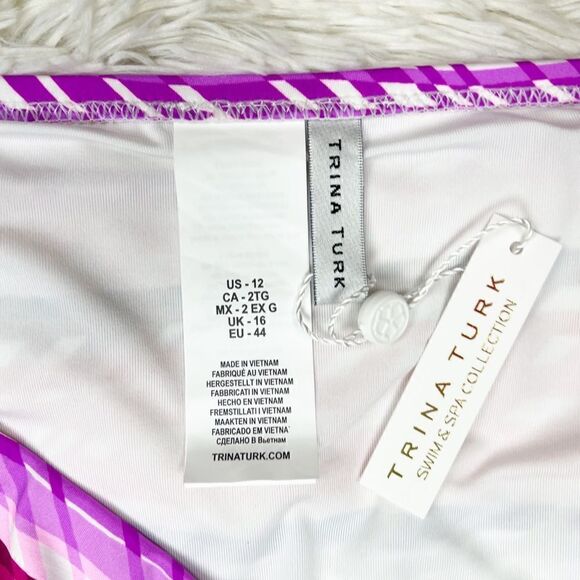 TRINA TURK
US - 12
CA - 2TG
MX - 2 EX G
UK - 16
EU - 44
MADE IN VIETNAM
FABRIQUÉ AU VIETNAM
HERGESTELLT IN VIETNAM
FABBRICATI IN VIETNAM
HECHO EN VIETNAM
FREMSTILLATI I VIETNAM
MAAKTEN IN VIETNAM
FABRICADO EM VIETNA˜
СДЕЛАНО В Вьетнам
TRINATURK.COM
TRINA TURK
SWIM & SPA COLLECTION